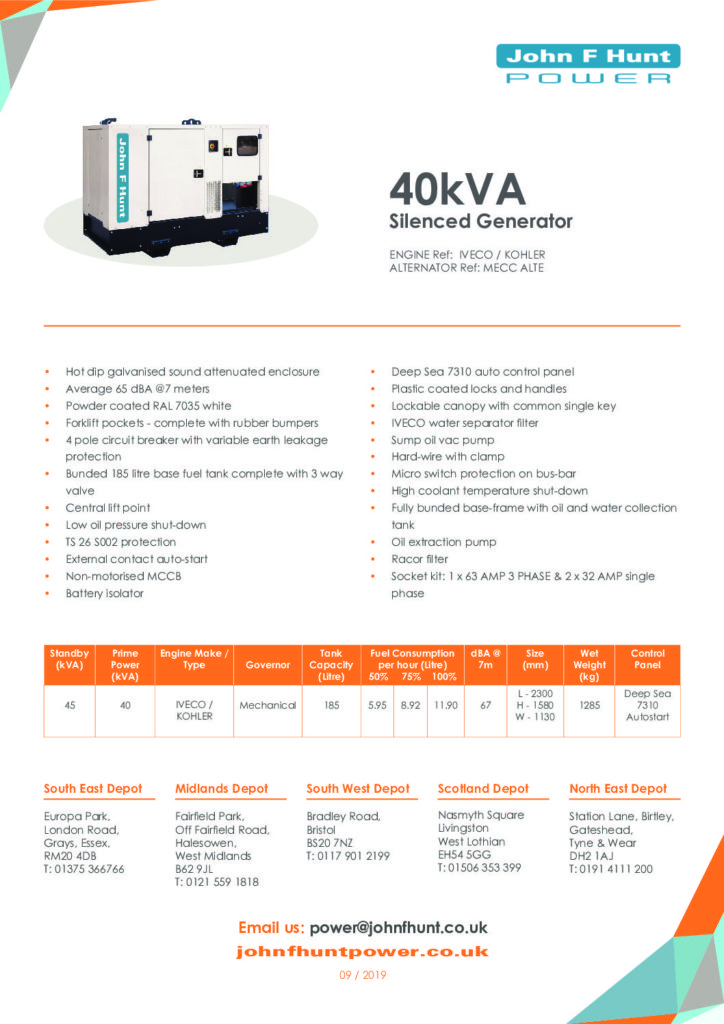 John F Hunt
POWER
John F Hunt
40kVA
Silenced Generator
ENGINE Ref:  IVECO / KOHLER
ALTERNATOR Ref: MECC ALTE
• Hot dip galvanised sound attenuated enclosure
• Average 65 dBA @7 meters
• Powder coated RAL 7035 white
• Forklift pockets - complete with rubber bumpers
• 4 pole circuit breaker with variable earth leakage
protection
• Bunded 185 litre base fuel tank complete with 3 way
valve
• Central lift point
• Low oil pressure shut-down
• TS 26 S002 protection
• External contact auto-start
• Non-motorised MCCB
• Battery isolator
• Deep Sea 7310 auto control panel
• Plastic coated locks and handles
• Lockable canopy with common single key
• IVECO water separator filter
• Sump oil vac pump
• Hard-wire with clamp
• Micro switch protection on bus-bar
• High coolant temperature shut-down
• Fully bunded base-frame with oil and water collection
tank
• Oil extraction pump
• Racor filter
• Socket kit: 1 x 63 AMP 3 PHASE & 2 x 32 AMP single
phase
Standby
(kVA)
Prime
Power
(kVA)
Engine Make /
Type
Governor
Tank
Capacity
(Litre)
Fuel Consumption
per hour (Litre)
50% 75% 100%
dBA @
7m
Size
(mm)
Wet
Weight
(kg)
Control
Panel
45
40
IVECO /
KOHLER
Mechanical
185
5.95
8.92
11.90
67
L - 2300
H - 1580
W - 1130
1285
Deep Sea
7310
Autostart
South East Depot
Europa Park,
London Road,
Grays, Essex,
RM20 4DB
T: 01375 366766
Midlands Depot
Fairfield Park,
Off Fairfield Road,
Halesowen,
West Midlands
B62 9JL
T: 0121 559 1818
South West Depot
Bradley Road,
Bristol
BS20 7NZ
T: 0117 901 2199
Scotland Depot
Nasmyth Square
Livingston
West Lothian
EH54 5GG
T: 01506 353 399
North East Depot
Station Lane, Birtley,
Gateshead,
Tyne & Wear
DH2 1AJ
T: 0191 4111 200
Email us: power@johnfhunt.co.uk
johnfhuntpower.co.uk
09 / 2019